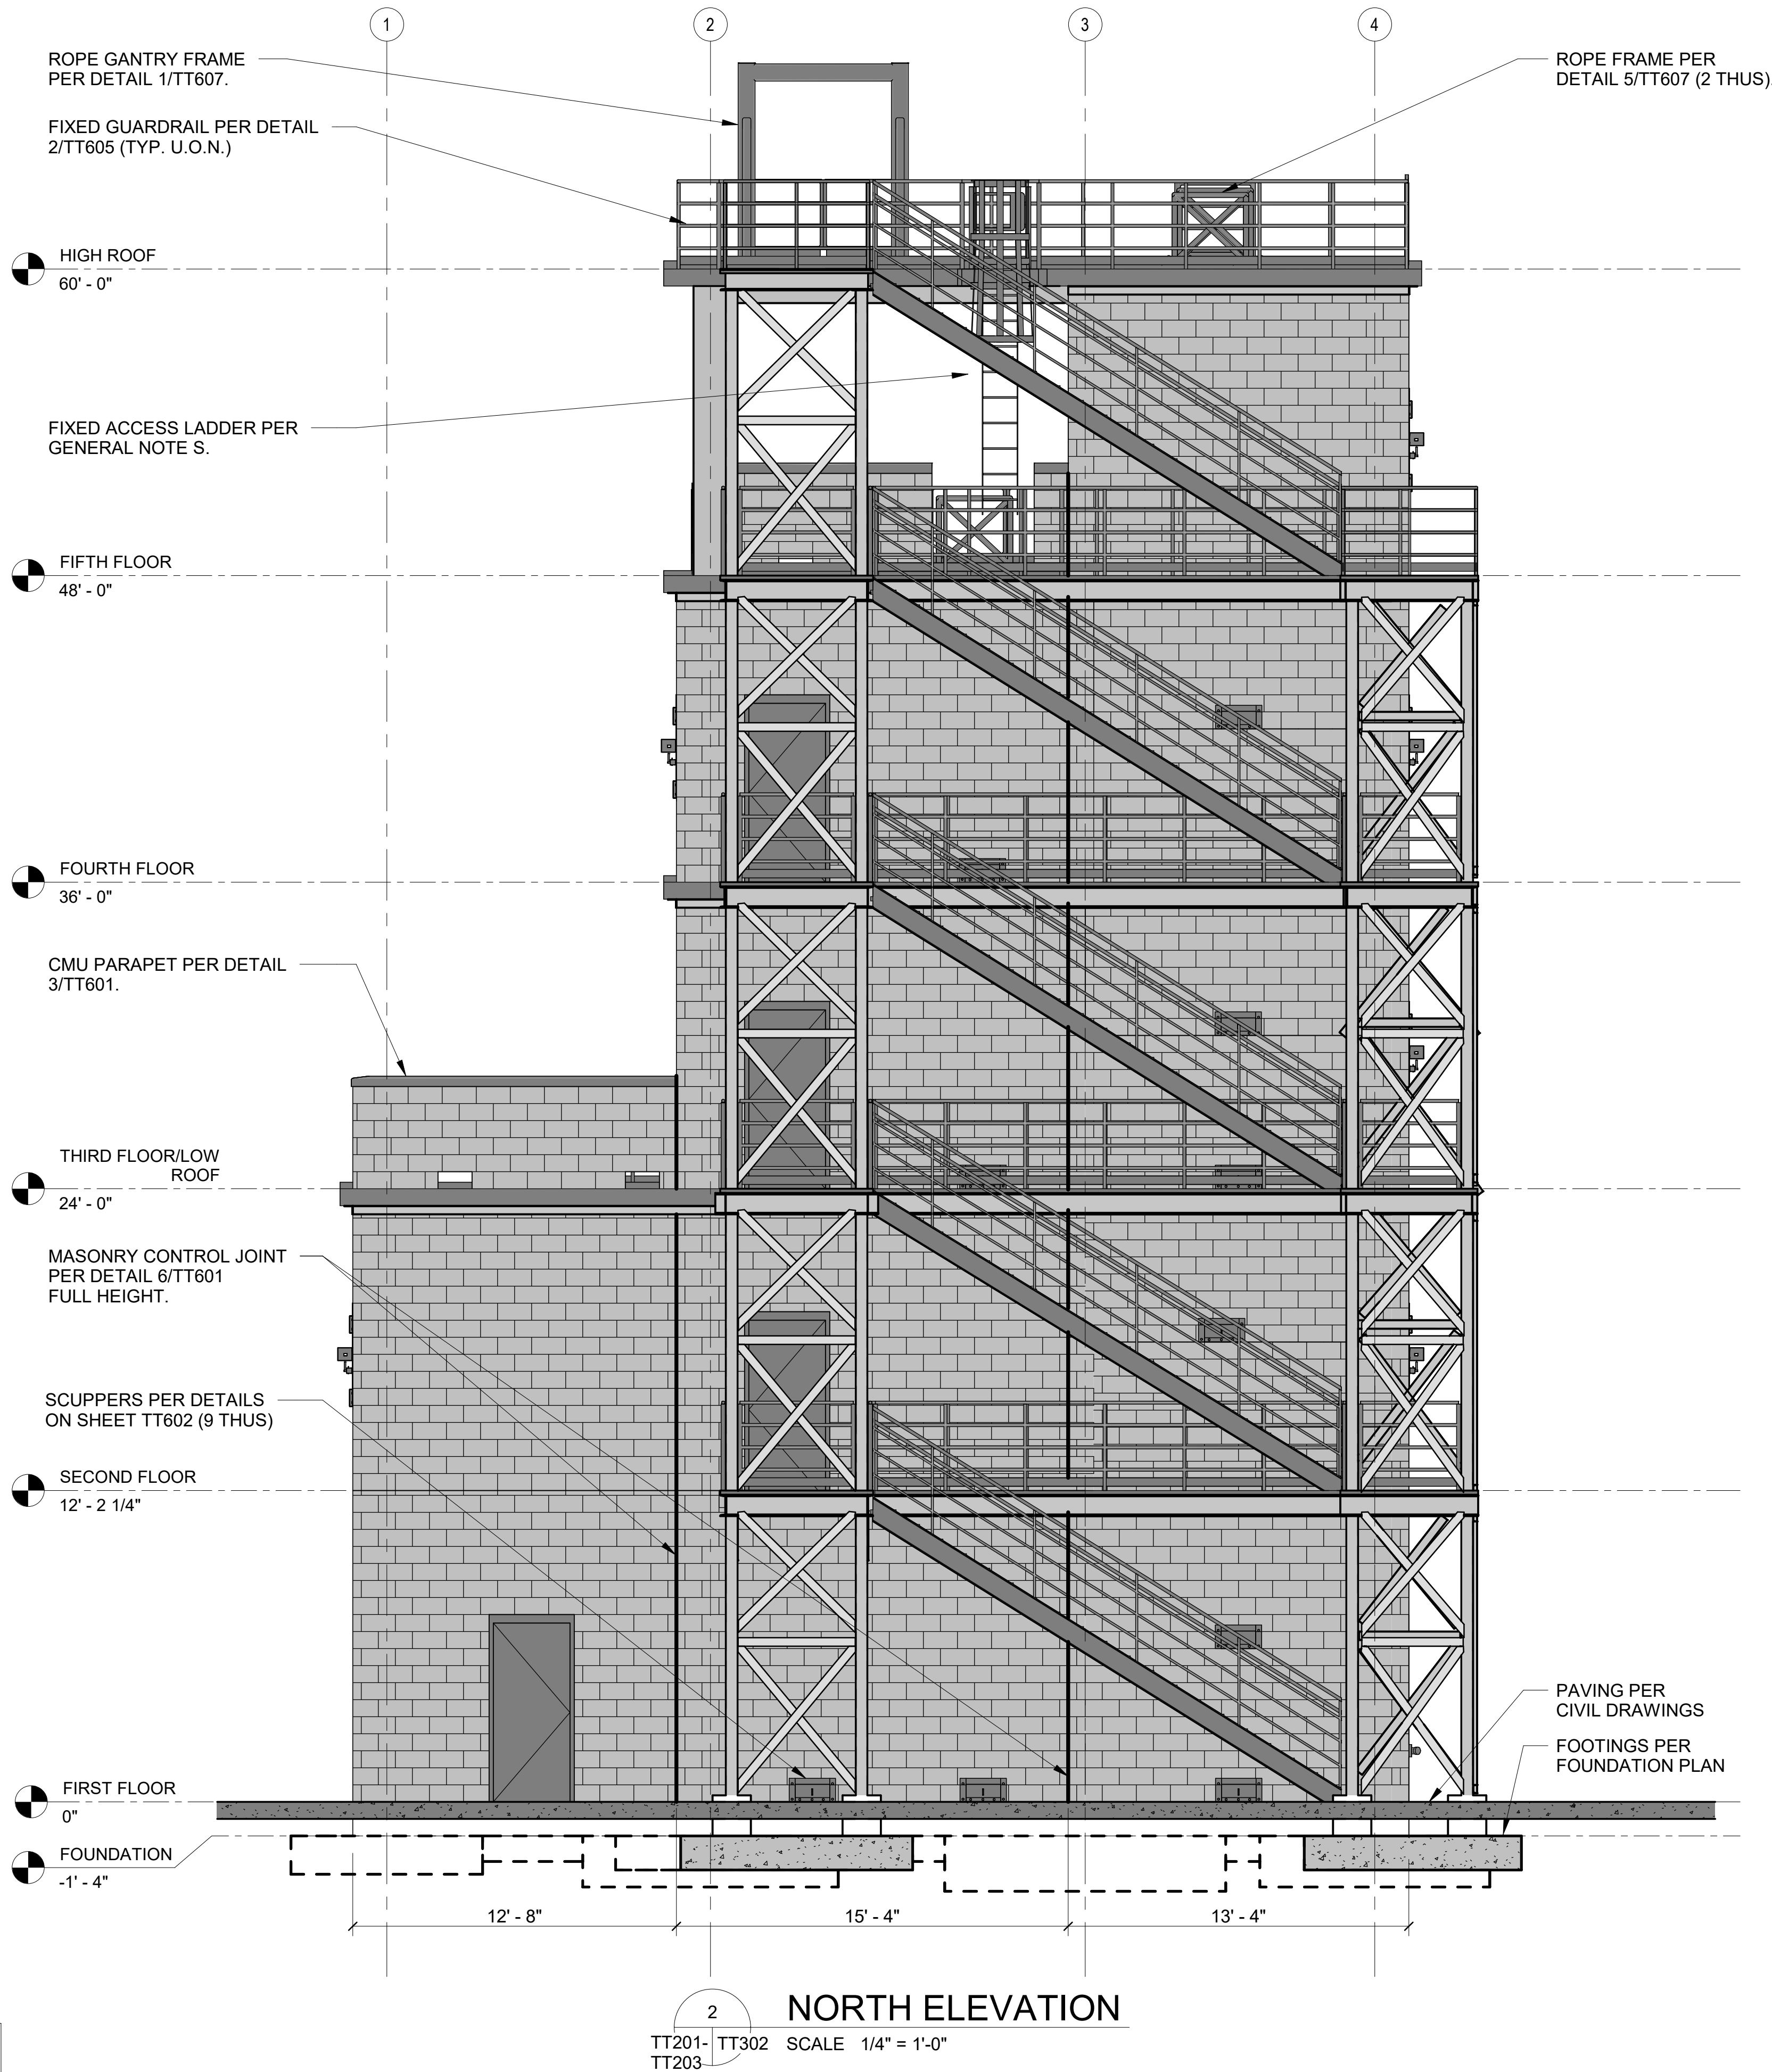 1
2
3
4
ROPE GANTRY FRAME
PER DETAIL 1/TT607.
ROPE FRAME PER
DETAIL 5/TT607 (2 THUS)
FIXED GUARDRAIL PER DETAIL
2/TT605 (TYP. U.O.N.)
HIGH ROOF
60' - 0"
FIXED ACCESS LADDER PER
GENERAL NOTE S.
FIFTH FLOOR
48' - 0"
FOURTH FLOOR
36' - 0"
CMU PARAPET PER DETAIL
3/TT601.
THIRD FLOOR/LOW
ROOF
24' - 0"
MASONRY CONTROL JOINT
PER DETAIL 6/TT601
FULL HEIGHT.
SCUPPERS PER DETAILS
ON SHEET TT602 (9 THUS)
SECOND FLOOR
12' - 2 1/4"
PAVING PER
CIVIL DRAWINGS
FOOTINGS PER
FOUNDATION PLAN
FIRST FLOOR
0"
FOUNDATION
-1' - 4"
12' - 8"
15' - 4"
13' - 4"
2
NORTH ELEVATION
TT201-
TT203
TT302
SCALE 1/4" = 1'-0"